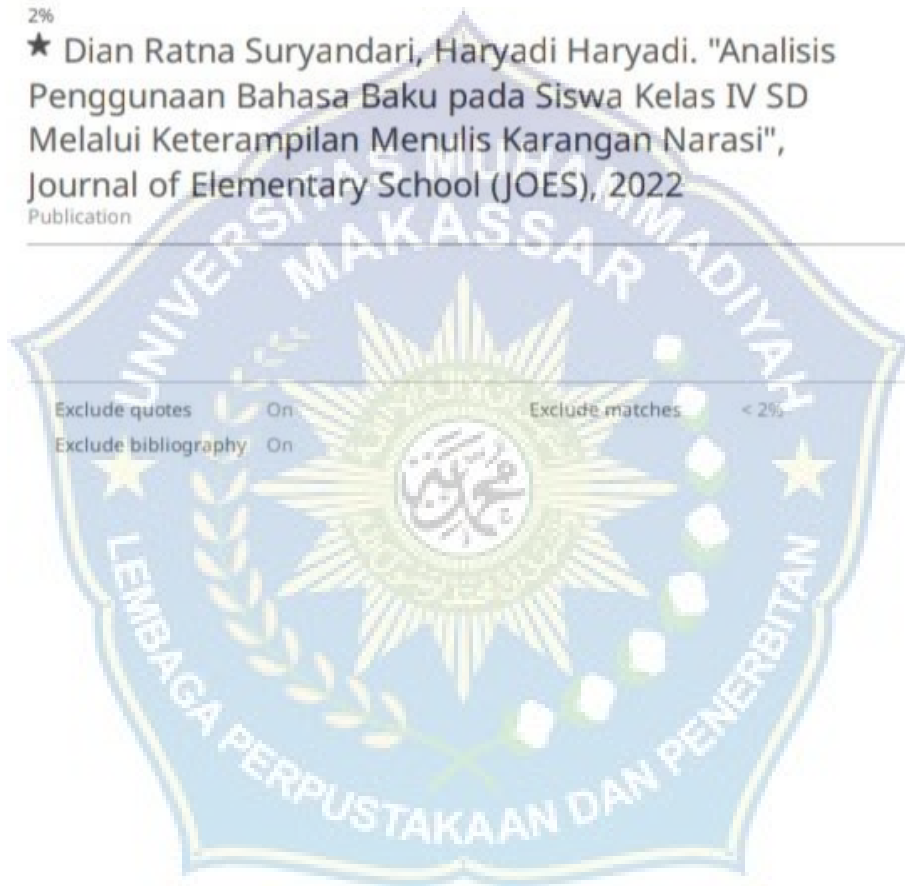 2%
★ Dian Ratna Suryandari, Haryadi Haryadi. "Analisis
Penggunaan Bahasa Baku pada Siswa Kelas IV SD
Melalui Keterampilan Menulis Karangan Narasi",
Journal of Elementary School (JOES), 2022
Publication
UNIVERSITAS MUHAMMADIYAH
MAKASSAR
Exclude quotes On Exclude matches < 2%
Exclude bibliography On
LEMBAGA PERPUSTAKAAN DAN PENERBITAN